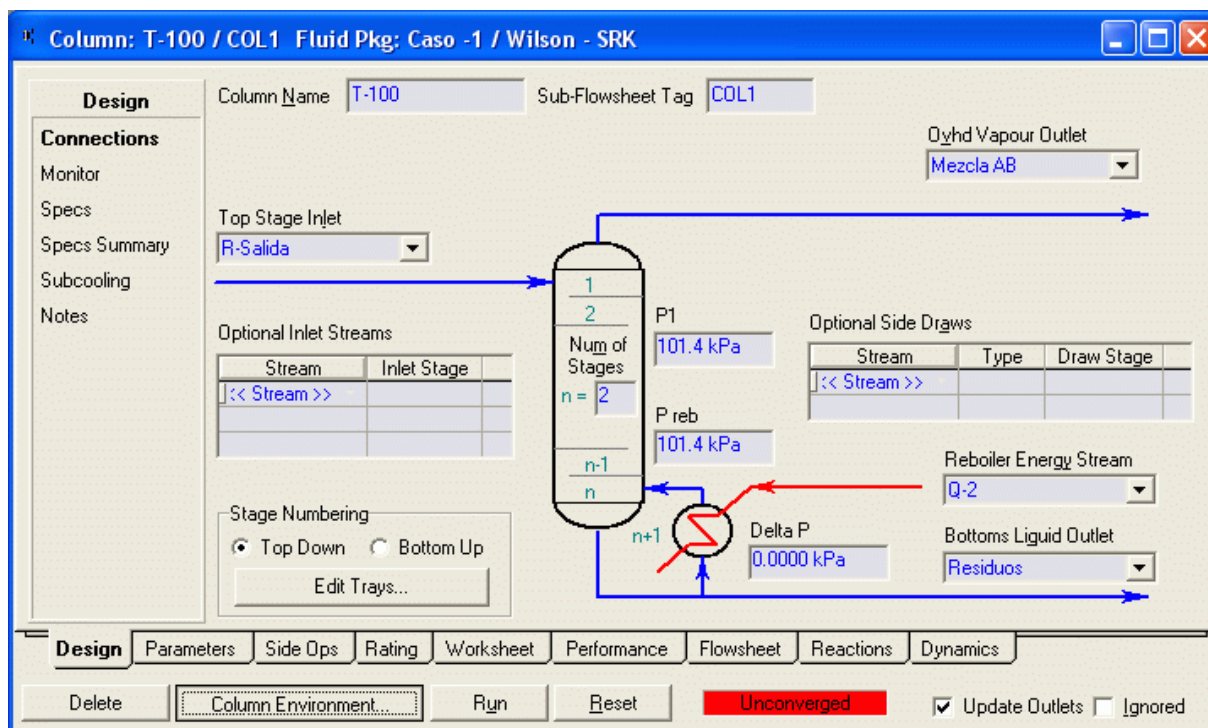 Column: T-100 / COL1 Fluid Pkg: Caso -1 / Wilson - SRK
Design
Connections
Monitor
Specs
Specs Summary
Subcooling
Notes
Column Name T-100 Sub-Flowsheet Tag COL1
Ovhd Vapour Outlet
Mezcla AB
Top Stage Inlet
R-Salida
Optional Inlet Streams
Stream Inlet Stage
<< Stream >>
1
2
Num of
Stages
n = 2
n-1
n
n+1
P1
101.4 kPa
P reb
101.4 kPa
Delta P
0.0000 kPa
Optional Side Draws
Stream Type Draw Stage
<< Stream >>
Reboiler Energy Stream
Q-2
Bottoms Liquid Outlet
Residuos
Stage Numbering
Top Down Bottom Up
Edit Trays...
Design Parameters Side Ops Rating Worksheet Performance Flowsheet Reactions Dynamics
Delete Column Environment... Run Reset Unconverged Update Outlets Ignored